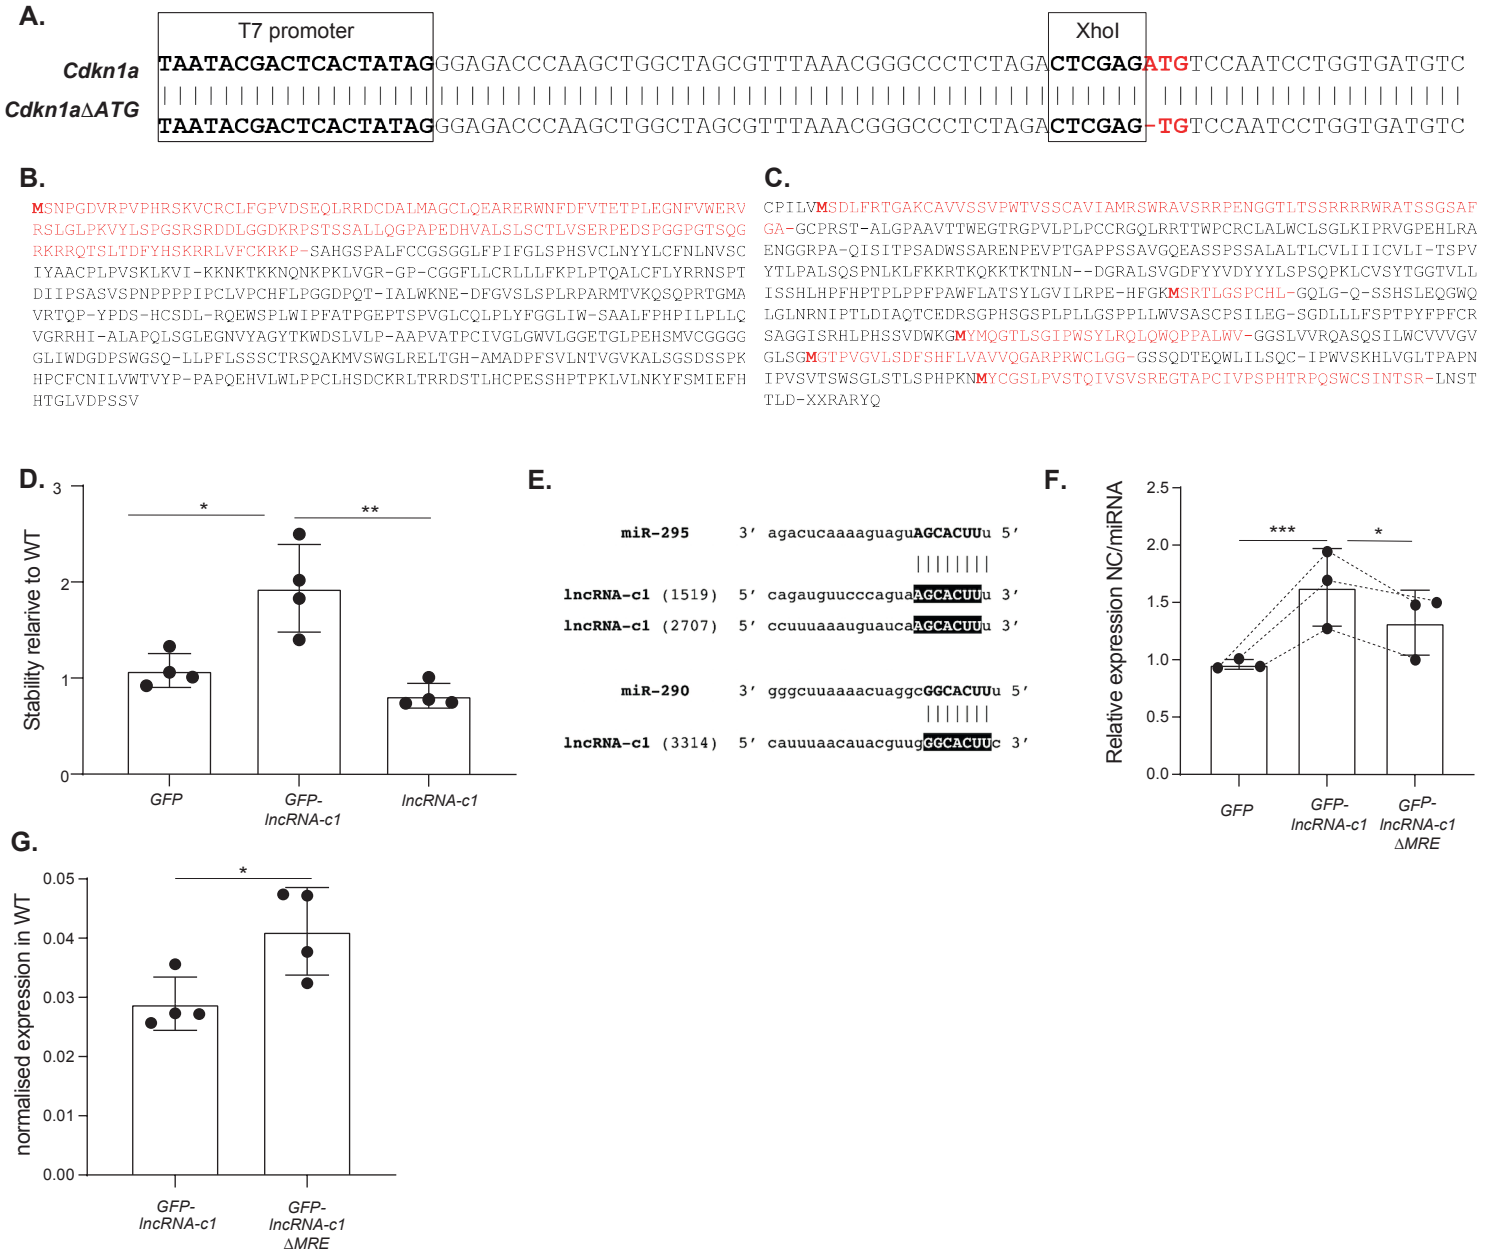 A.
T7 promoter
XhoI
Cdkn1a
TAATACGACTCACTATAGGGAGACCCAAGCTGGCTAGCGTTTAAACGGGCCCTCTAGACTCGAGATGTCCAATCCTGGTGATGTC
Cdkn1aΔATG
TAATACGACTCACTATAGGGAGACCCAAGCTGGCTAGCGTTTAAACGGGCCCTCTAGACTCGAG-TGTCCAATCCTGGTGATGTC
B.
MSNPGDVRPVPHRSKVCRCLFGPVDSEQLRRDCDALMAGCLQEARERWNFDFVTETPLEGNFVWERV
RSLGLPKVYLSPGSRSRDDLGGDKRPSTSSALLQGPAPEDHVALSLSCTLVSERPEDSPGGPGTSQG
RKRRQTSLTDFYHSKRRLVFCKRKP-SAHGSPALFCCGSGGLFPIFGLSPHSVCLNYYLCFNLNVSC
IYAACPLPVSKLKVI-KKNKTKKNQNKPKLVGR-GP-CGGFLLCRLLLFKPLPTQALCFLYRRNSPT
DIIPSASVSPNPPPPIPCLVPCHFLPGGDPQT-IALWKNE-DFGVSLSPLRPARMTVKQSQPRTGMA
VRTQP-YPDS-HCSDL-RQEWSPLWIPFATPGEPTSPVLGWLVLCQLPLYFGGLIW-SAALFPHPILPLLQ
VGRRHI-ALAPQLSGLEGNVYAGYTKWDSLVLP-AAPVATPCIVGLGWVLGGETGLPEHSMVCGGGG
GLIWDGDPSWGSQ-LLPFLSSSCTRSQAKMVSWGLRELTGH-AMADPFSVLNTVGVKALSGSDSSPK
HPCFCNILVWTVYP-PAPQEHVLWLPPCLHSDCKRLTRRDSTLHCPESSHPTPKLVLNKYFSMIEFH
HTGLVDPSSV
C.
CPILVMSDLFRTGAKCAVVSSVPWTVSSCAVIAMRSWRAVSRRPENGGTLTSSRRRRWRATSSGSAF
GA-GCPRST-ALGPAAVTTWEGTRGPVLPLPCCRGQLRRTTWPCRCLALWCLSGLKIPRVGPEHLRA
ENGGRPA-QISITPSADWSSARENPEVPTGAPPSSAVGQEASSPSSALALTLCVLIIICVLI-TSPV
YTLPALSQSPNLKLFKKRTKQKKTKTNLN--DGRALSVGDFYYVDYYYLSPSQPKLCVSYTGGTVLL
ISSHLHPFHPTPLPPFPAWFLATSYLGVILRPE-HFGKMSRTLGSPCHL-GQLG-Q-SSHSLEQGWQ
LGLNRNIPTLDIAQTCEDRSGPHSGSPLPLLGSPPLLWVSASCPSILEG-SGDLLLFSPTPYFPFCR
SAGGISRHLPHSSVDWKGMYMQGTLSGIPWSYLRQLQWQPPALWV-GGSLVVRQASQSILWCVVVGV
GLSGMGTPVGVLSDFSHFLVAVVQGARPRWCLGG-GSSQDTEQWLILSQC-IPWVSKHLVGLTPAPN
IPVSVTSWSGLSTLSPHPKNMYCGSLPVSTQIVSVSREGTAPCIVPSPHTRPQSWCSINTSR-LNST
TLD-XXRARYQ
D.
Stability relarive to WT
3
2
1
0
*
**
GFP
GFP-
lncRNA-c1
lncRNA-c1
E.
miR-295 3’ agacucaaaaguaguAGCACUUu 5’
lncRNA-c1 (1519) 5’ cagauguucccaguaAGCACUUu 3’
lncRNA-c1 (2707) 5’ ccuuuaaauguaucaAGCACUUu 3’
miR-290 3’ gggcuuaaaacuaggcGGCACUUu 5’
lncRNA-c1 (3314) 5’ cauuuaacauacguugGGCACUUc 3’
F.
Relative expression NC/miRNA
2.5
2.0
1.5
1.0
0.5
0.0
***
*
GFP
GFP-
lncRNA-c1
GFP-
lncRNA-c1
ΔMRE
G.
normalised expression in WT
0.05
0.04
0.03
0.02
0.01
0.00
*
GFP-
lncRNA-c1
GFP-
lncRNA-c1
ΔMRE